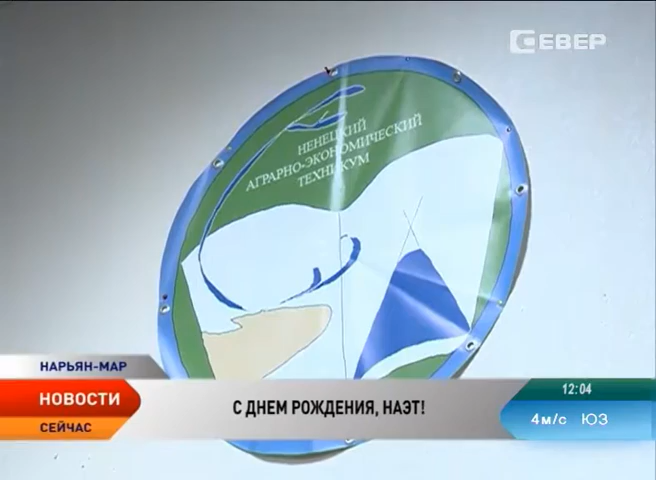 СЕВЕР
НЕНЕЦКИЙ
АГРАРНО-ЭКОНОМИЧЕСКИЙ
ТЕХНИКУМ
НАРЬЯН-МАР
НОВОСТИ
СЕЙЧАС
С ДНЕМ РОЖДЕНИЯ, НАЭТ!
12:04
4м/с ЮЗ